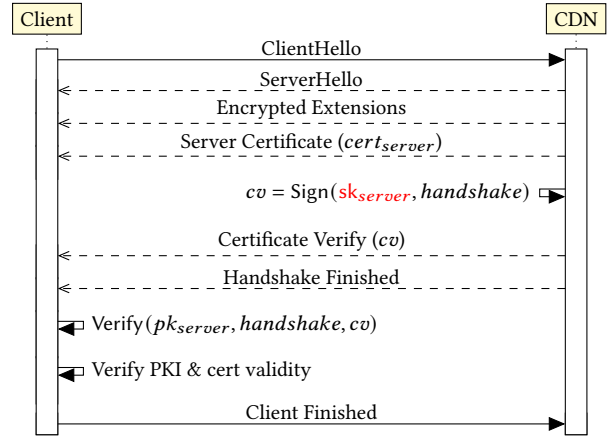 Client CDN
ClientHello
ServerHello
Encrypted Extensions
Server Certificate (cert_server)
cv = Sign(sk_server, handshake)
Certificate Verify (cv)
Handshake Finished
Verify(pk_server, handshake, cv)
Verify PKI & cert validity
Client Finished